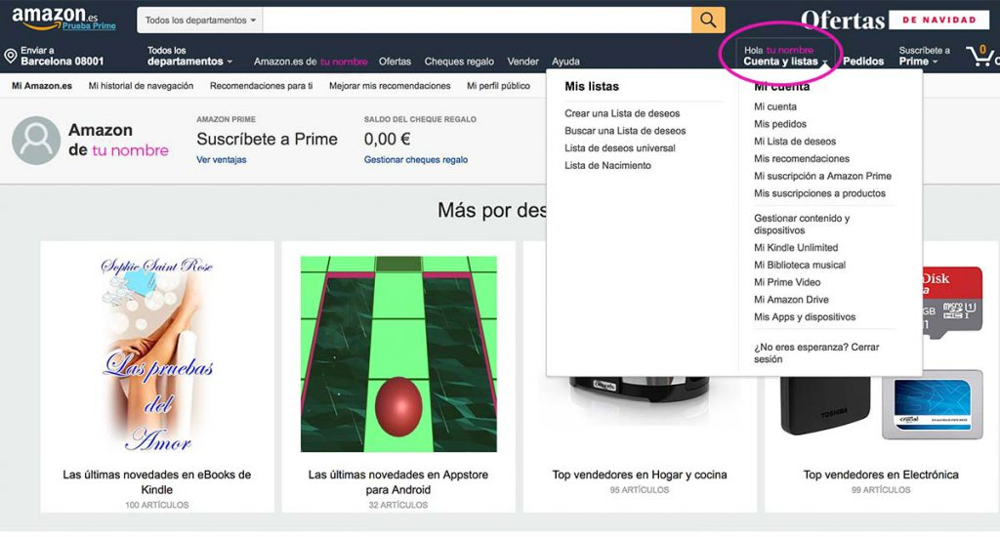 amazon.es
Prueba Prime
Todos los departamentos
Ofertas DE NAVIDAD
Enviar a
Barcelona 08001
Todos los
departamentos
Amazon.es de tu nombre Ofertas Cheques regalo Vender Ayuda
Hola tu nombre
Cuenta y listas
Pedidos
Suscríbete a
Prime
0
Mi Amazon.es Mi historial de navegación Recomendaciones para ti Mejorar mis recomendaciones Mi perfil público
Amazon
de tu nombre
AMAZON PRIME
Suscríbete a Prime
Ver ventajas
SALDO DEL CHEQUE REGALO
0,00 €
Gestionar cheques regalo
Mis listas
Crear una Lista de deseos
Buscar una Lista de deseos
Lista de deseos universal
Lista de Nacimiento
Mi cuenta
Mi cuenta
Mis pedidos
Mi Lista de deseos
Mis recomendaciones
Mi suscripción a Amazon Prime
Mis suscripciones a productos
Gestionar contenido y
dispositivos
Mi Kindle Unlimited
Mi Biblioteca musical
Mi Prime Video
Mi Amazon Drive
Mis Apps y dispositivos
¿No eres esperanza? Cerrar
sesión
Más por des
Sophie Saint Rose
Las pruebas
del
Amor
Disk
TOSHIBA
crucial
Las últimas novedades en eBooks de
Kindle
100 ARTÍCULOS
Las últimas novedades en Appstore
para Android
32 ARTÍCULOS
Top vendedores en Hogar y cocina
95 ARTÍCULOS
Top vendedores en Electrónica
99 ARTÍCULOS